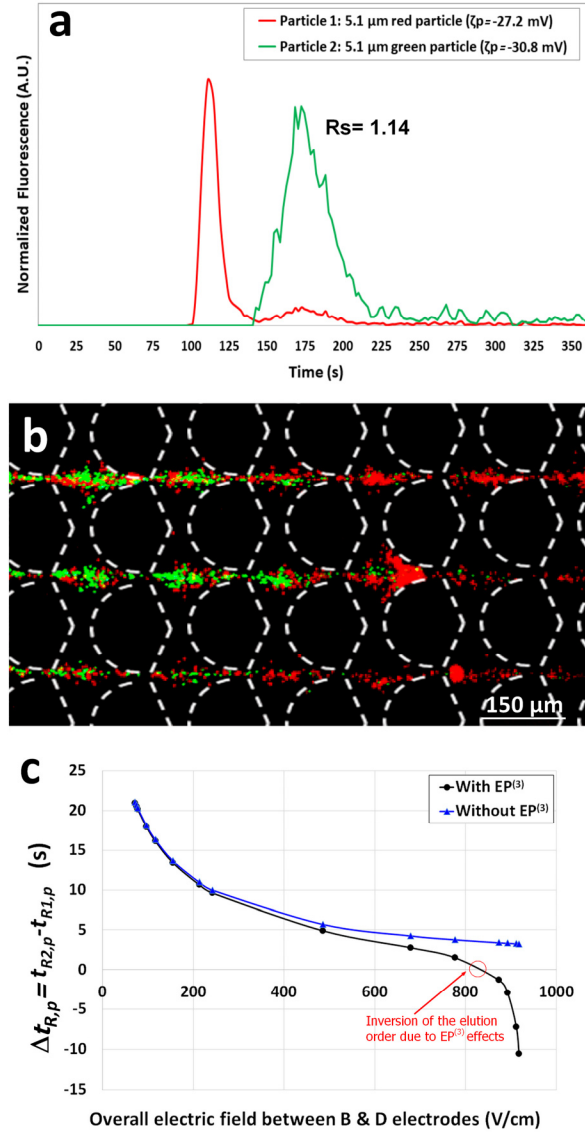 a
Particle 1: 5.1 µm red particle (ζp= -27.2 mV)
Particle 2: 5.1 µm green particle (ζp= -30.8 mV)
Rs= 1.14
Normalized Fluorescence (A.U.)
0 25 50 75 100 125 150 175 200 225 250 275 300 325 350
Time (s)
b
150 µm
c
With EP(3)
Without EP(3)
ΔtR,p = tR2,p-tR1,p (s)
25
20
15
10
5
0
-5
-10
-15
0 200 400 600 800 1000
Inversion of the elution
order due to EP(3) effects
Overall electric field between B & D electrodes (V/cm)